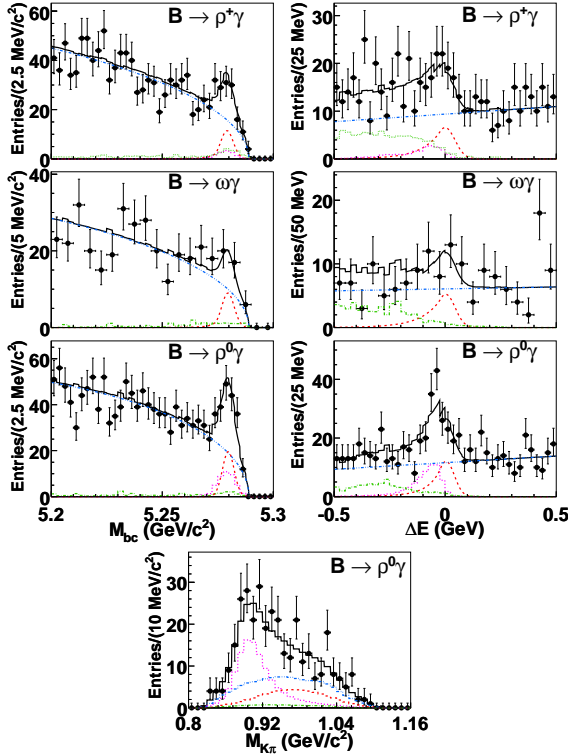 B → ρ⁺γ
Entries/(2.5 MeV/c²)
60
40
20
0
B → ρ⁺γ
Entries/(25 MeV)
30
20
10
0
B → ωγ
Entries/(5 MeV/c²)
40
20
0
B → ωγ
Entries/(50 MeV)
20
10
0
B → ρ⁰γ
Entries/(2.5 MeV/c²)
60
40
20
0
5.2 5.25 5.3
M_bc (GeV/c²)
B → ρ⁰γ
Entries/(25 MeV)
40
20
0
-0.5 0 0.5
ΔE (GeV)
B → ρ⁰γ
Entries/(10 MeV/c²)
30
20
10
0
0.8 0.92 1.04 1.16
M_Kπ (GeV/c²)